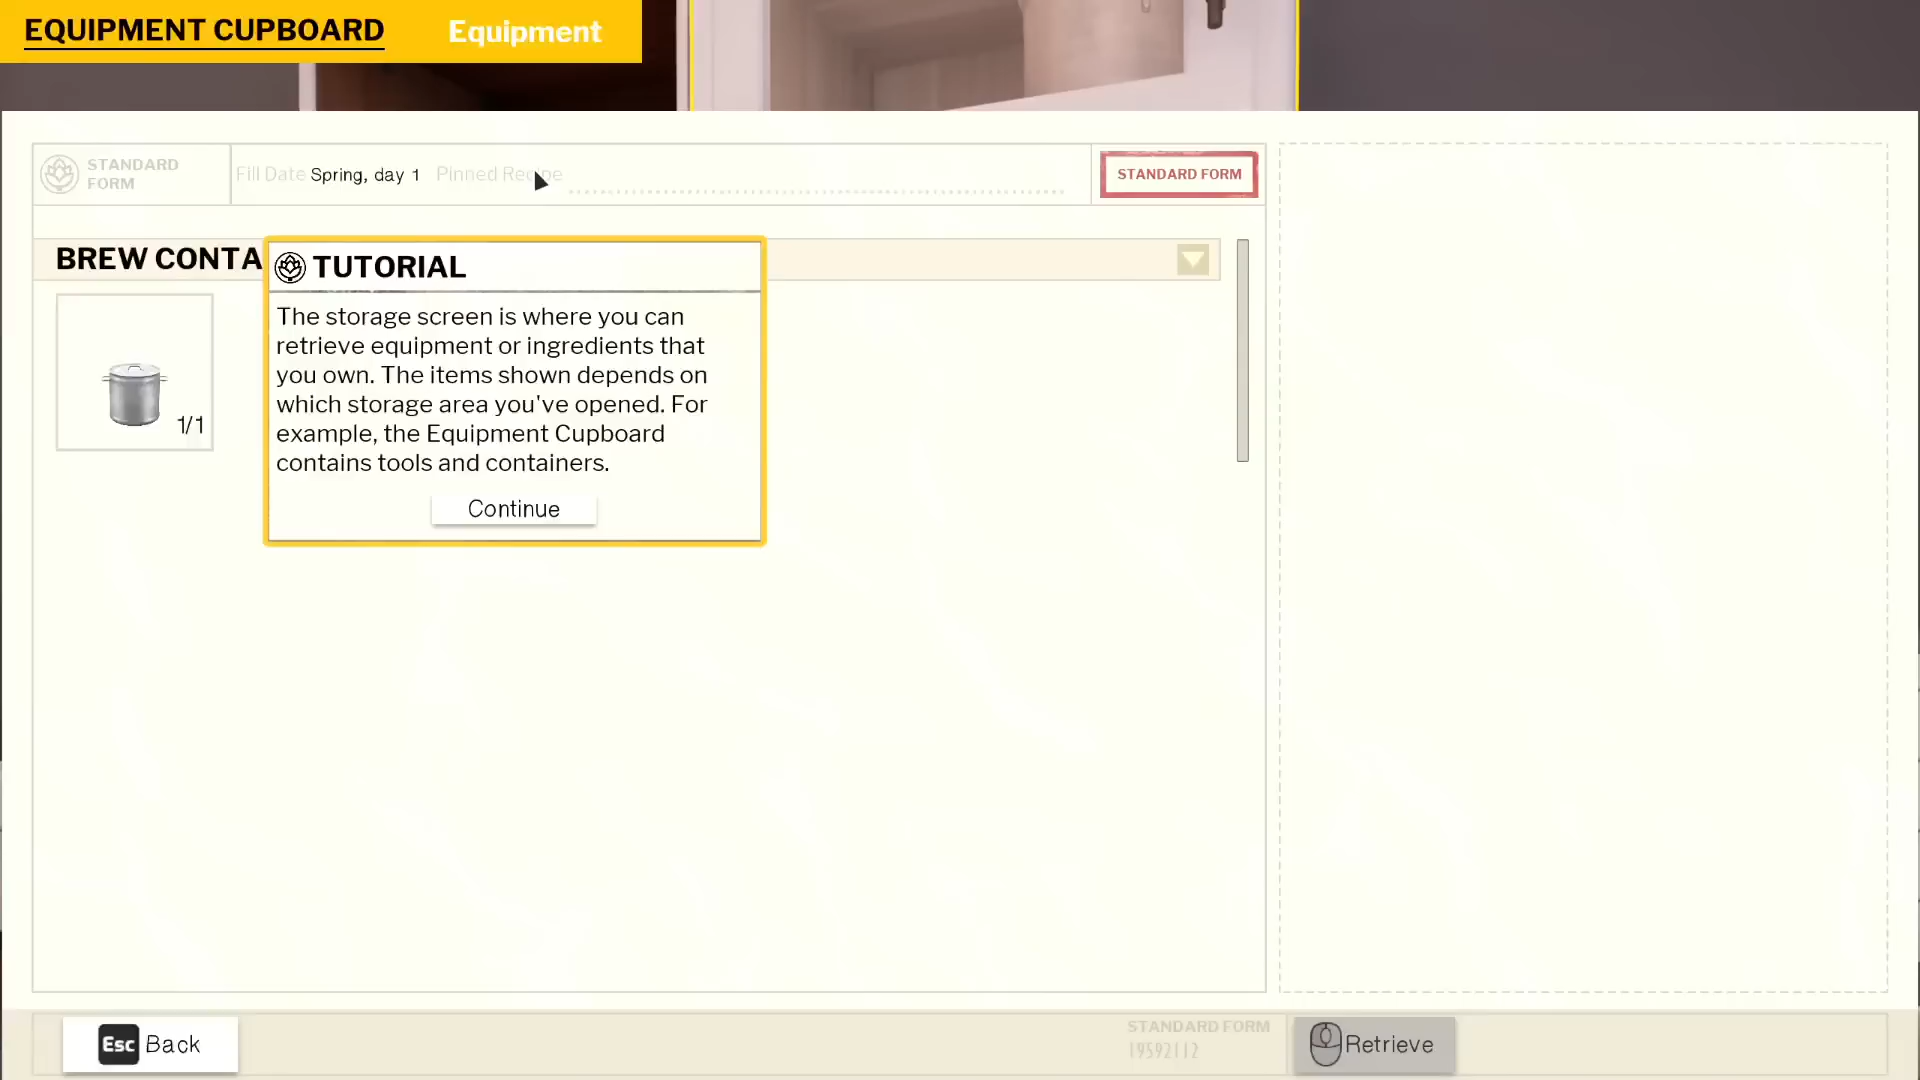 EQUIPMENT CUPBOARD Equipment
STANDARD FORM
Fill Date Spring, day 1 Pinned Recipe
STANDARD FORM
BREW CONTA
TUTORIAL
The storage screen is where you can
retrieve equipment or ingredients that
you own. The items shown depends on
which storage area you've opened. For
example, the Equipment Cupboard
contains tools and containers.
Continue
1/1
Esc Back
STANDARD FORM
19592112
Retrieve